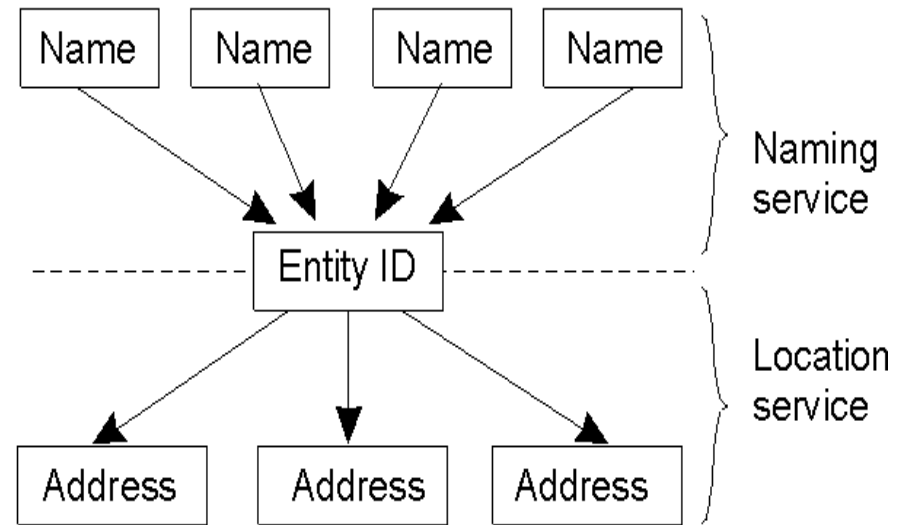 Name Name Name Name
Naming
service
Entity ID
Location
service
Address Address Address